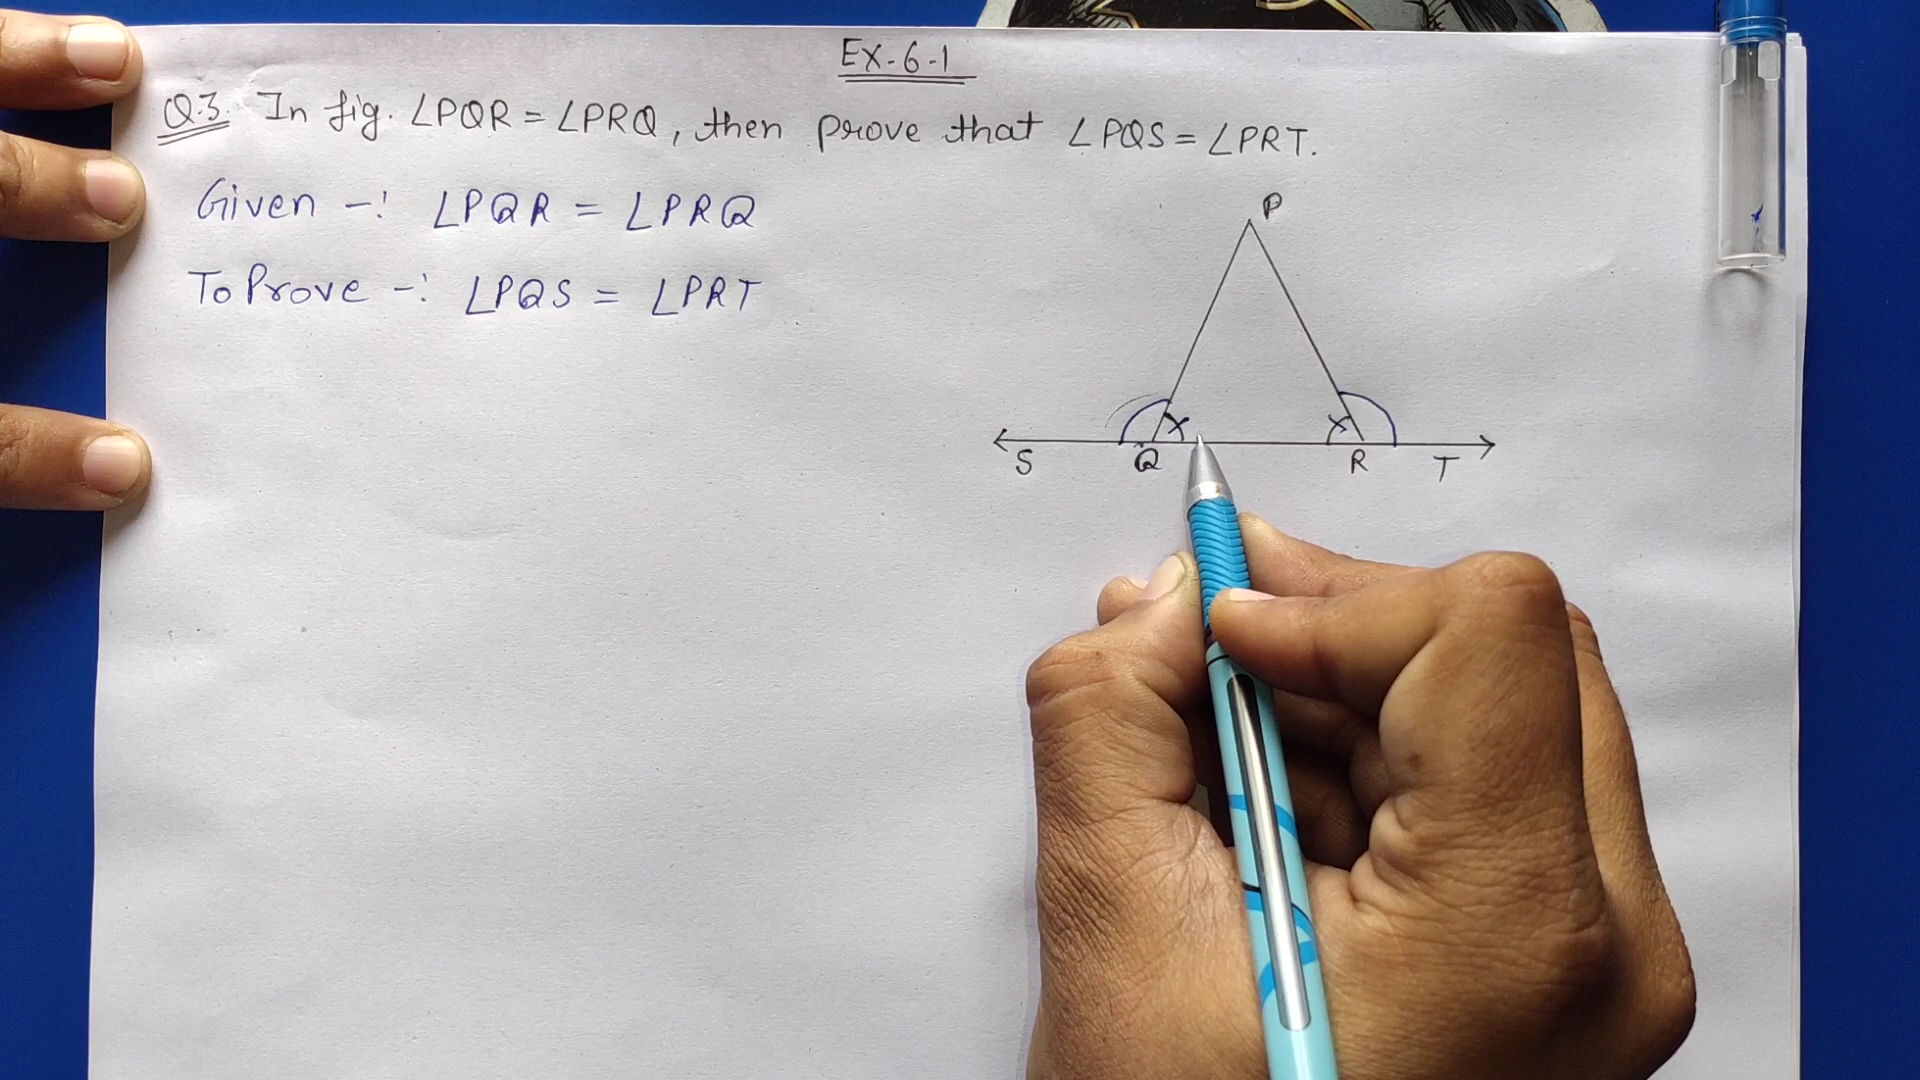 EX-6-1
Q.3. In fig. ∠PQR = ∠PRQ, then prove that ∠PQS = ∠PRT.
Given -: ∠PQR = ∠PRQ
To Prove -: ∠PQS = ∠PRT
P
X X
S Q R T